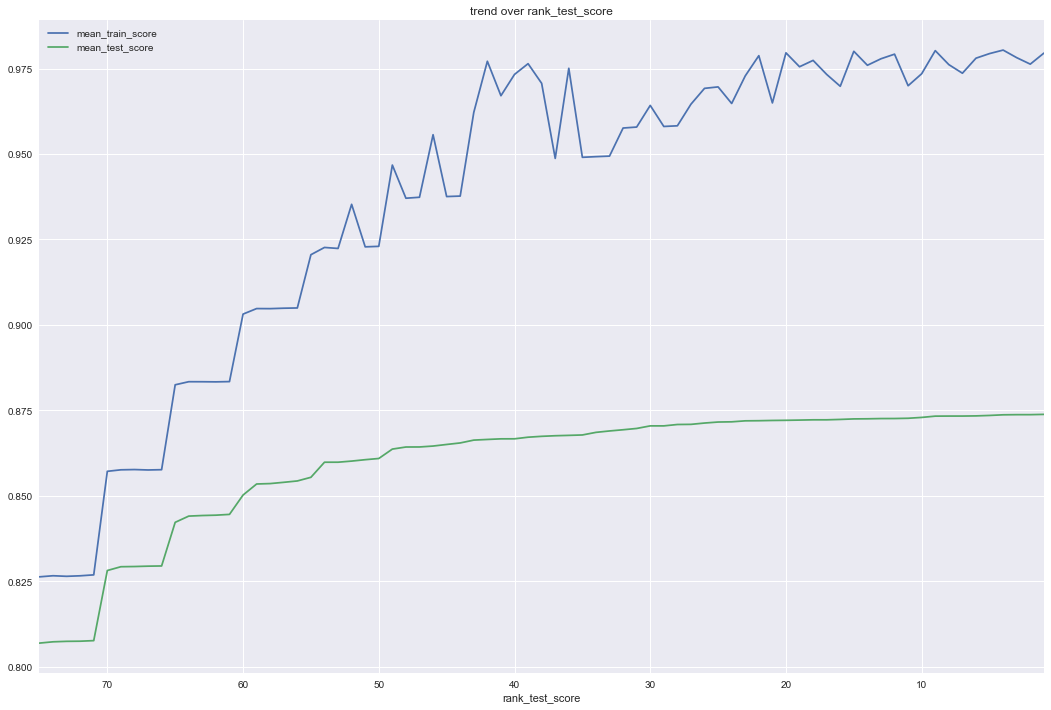 trend over rank_test_score
mean_train_score
mean_test_score
0.975
0.950
0.925
0.900
0.875
0.850
0.825
0.800
70 60 50 40 30 20 10
rank_test_score